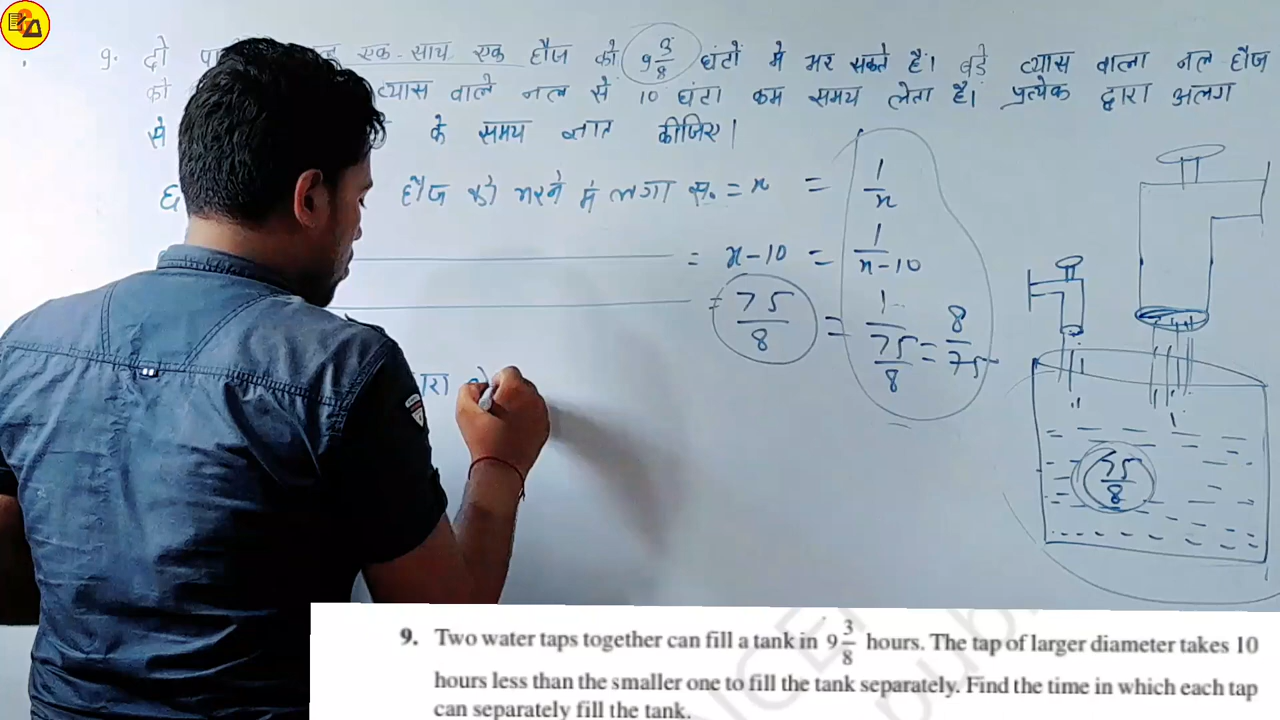 9. दो पा एक-साथ एक हौज को 9 3/8 घंटों में भर सकते हैं। बड़े व्यास वाला नल हौज
को व्यास वाले नल से 10 घंटा कम समय लेता है। प्रत्येक द्वारा अलग
से के समय ज्ञात कीजिए।
हौज को भरने में लगा स. = x = 1/x
= x-10 = 1/x-10
= 75/8 = 1/75/8 = 8/75
75/8
9. Two water taps together can fill a tank in 9 3/8 hours. The tap of larger diameter takes 10
hours less than the smaller one to fill the tank separately. Find the time in which each tap
can separately fill the tank.